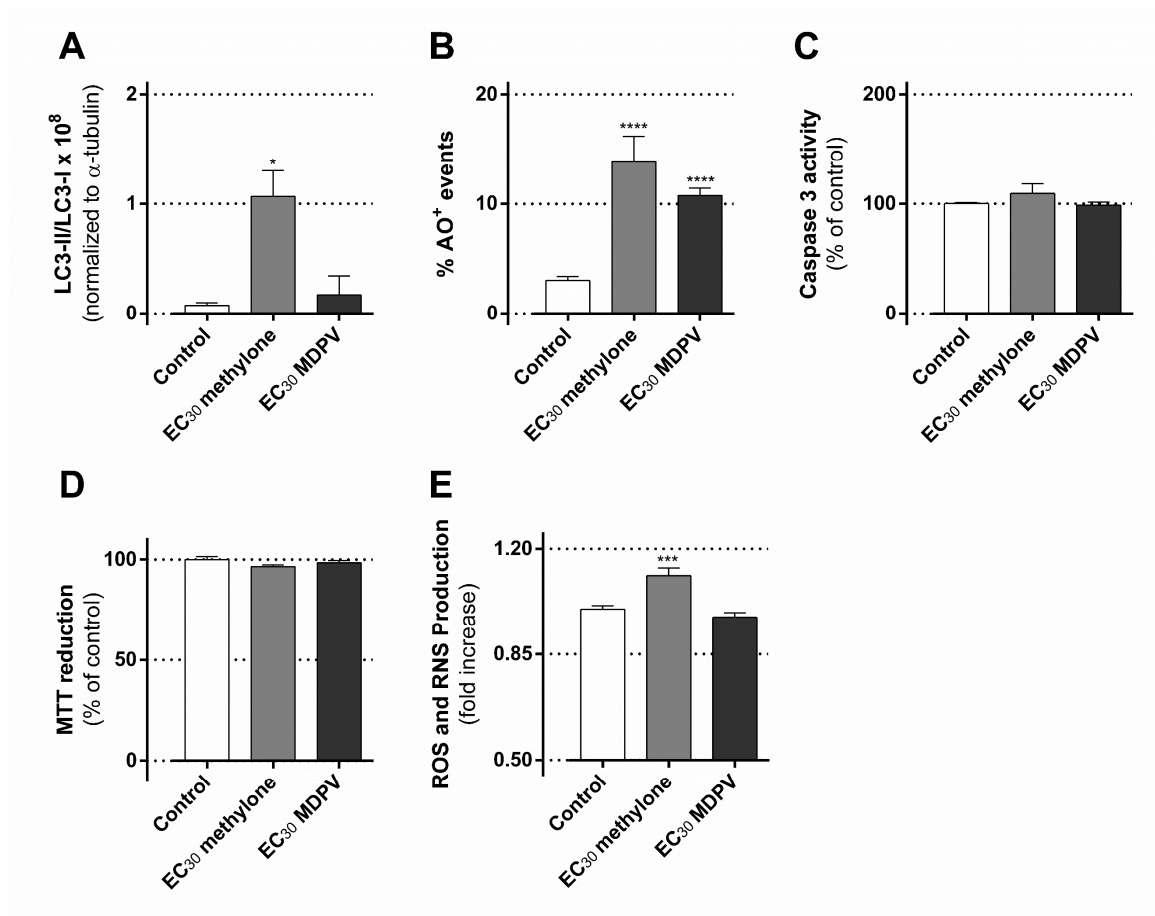 A
LC3-II/LC3-I x 10⁸
(normalized to α-tubulin)
2
1
0
*
Control
EC₃₀ methylone
EC₃₀ MDPV
B
% AO⁺ events
20
10
0
****
****
Control
EC₃₀ methylone
EC₃₀ MDPV
C
Caspase 3 activity
(% of control)
200
100
0
Control
EC₃₀ methylone
EC₃₀ MDPV
D
MTT reduction
(% of control)
100
50
0
Control
EC₃₀ methylone
EC₃₀ MDPV
E
ROS and RNS Production
(fold increase)
1.20
0.85
0.50
***
Control
EC₃₀ methylone
EC₃₀ MDPV